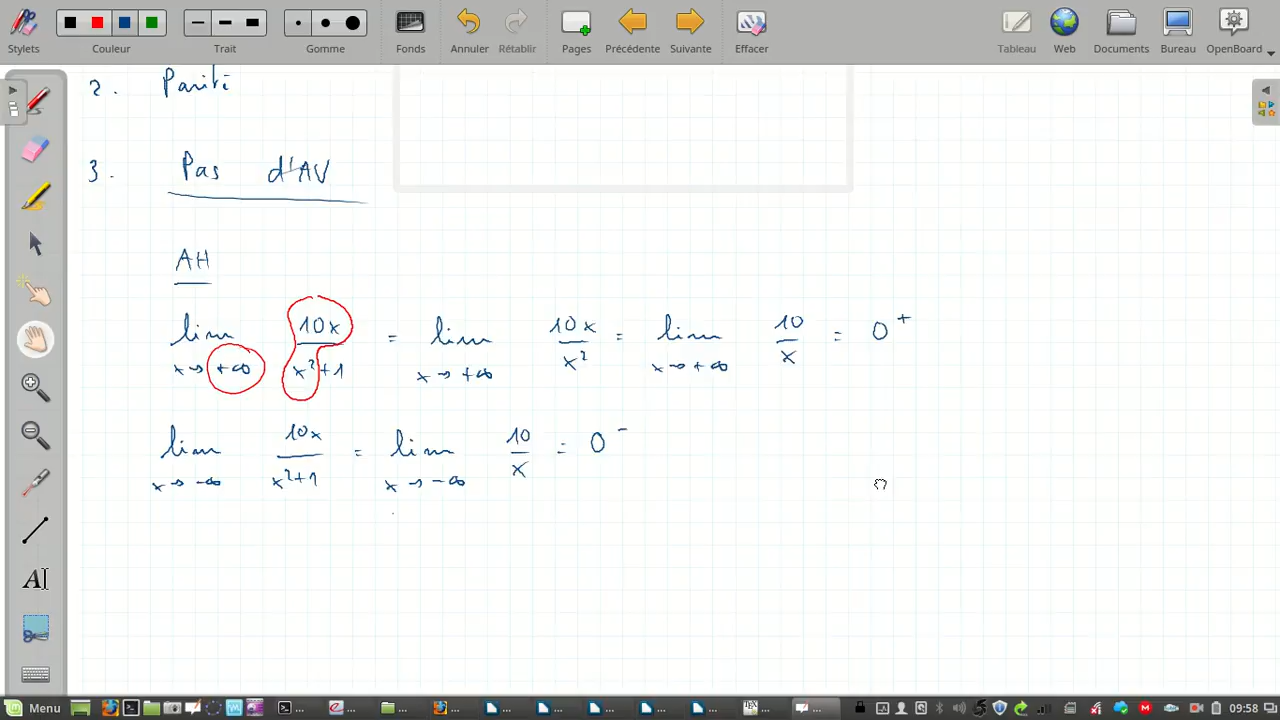 Stylets Couleur Trait Gomme Fonds Annuler Rétablir Pages Précédente Suivante Effacer Tableau Web Documents Bureau OpenBoard
2. Parité
3. Pas d'AV
AH
lim x→+∞ 10x/(x²+1) = lim x→+∞ 10x/x² = lim x→+∞ 10/x = 0⁺
lim x→-∞ 10x/(x²+1) = lim x→-∞ 10/x = 0⁻
Menu 09:58